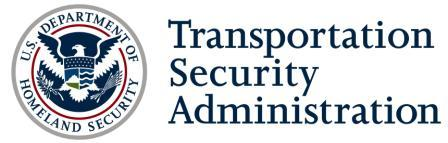 U.S. DEPARTMENT OF
HOMELAND SECURITY
Transportation
Security
Administration